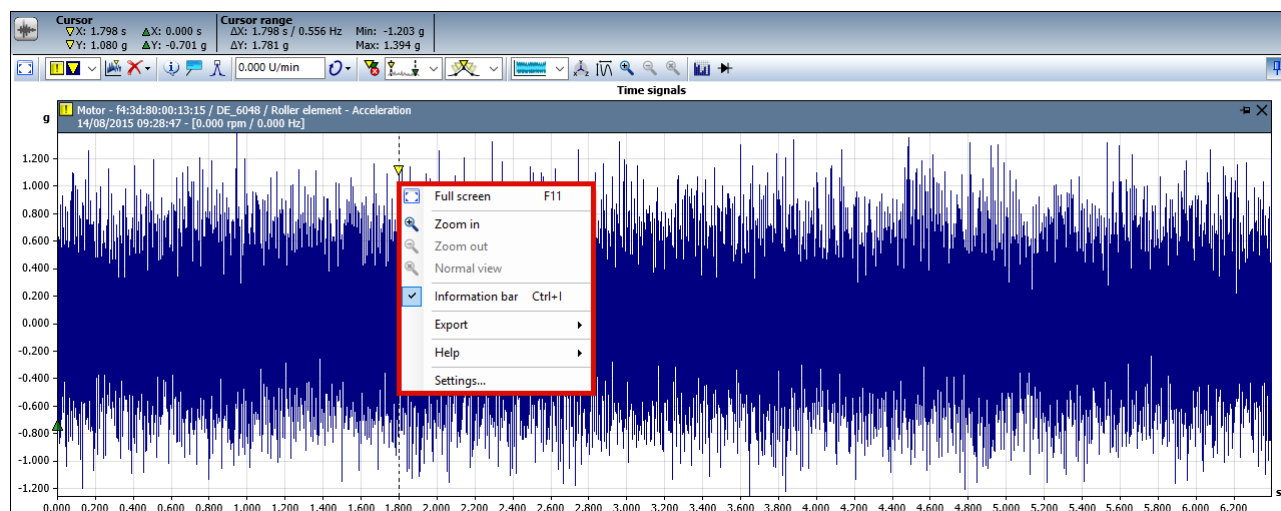 Cursor
X: 1.798 s X: 0.000 s
Y: 1.080 g Y: -0.701 g
Cursor range
ΔX: 1.798 s / 0.556 Hz Min: -1.203 g
ΔY: 1.781 g Max: 1.394 g
0.000 U/min
Time signals
Motor - f4:3d:80:00:13:15 / DE_6048 / Roller element - Acceleration
14/08/2015 09:28:47 - [0.000 rpm / 0.000 Hz]
g
1.200
1.000
0.800
0.600
0.400
0.200
0.000
-0.200
-0.400
-0.600
-0.800
-1.000
-1.200
Full screen F11
Zoom in
Zoom out
Normal view
Information bar Ctrl+I
Export
Help
Settings...
s
0.000 0.200 0.400 0.600 0.800 1.000 1.200 1.400 1.600 1.800 2.000 2.200 2.400 2.600 2.800 3.000 3.200 3.400 3.600 3.800 4.000 4.200 4.400 4.600 4.800 5.000 5.200 5.400 5.600 5.800 6.000 6.200